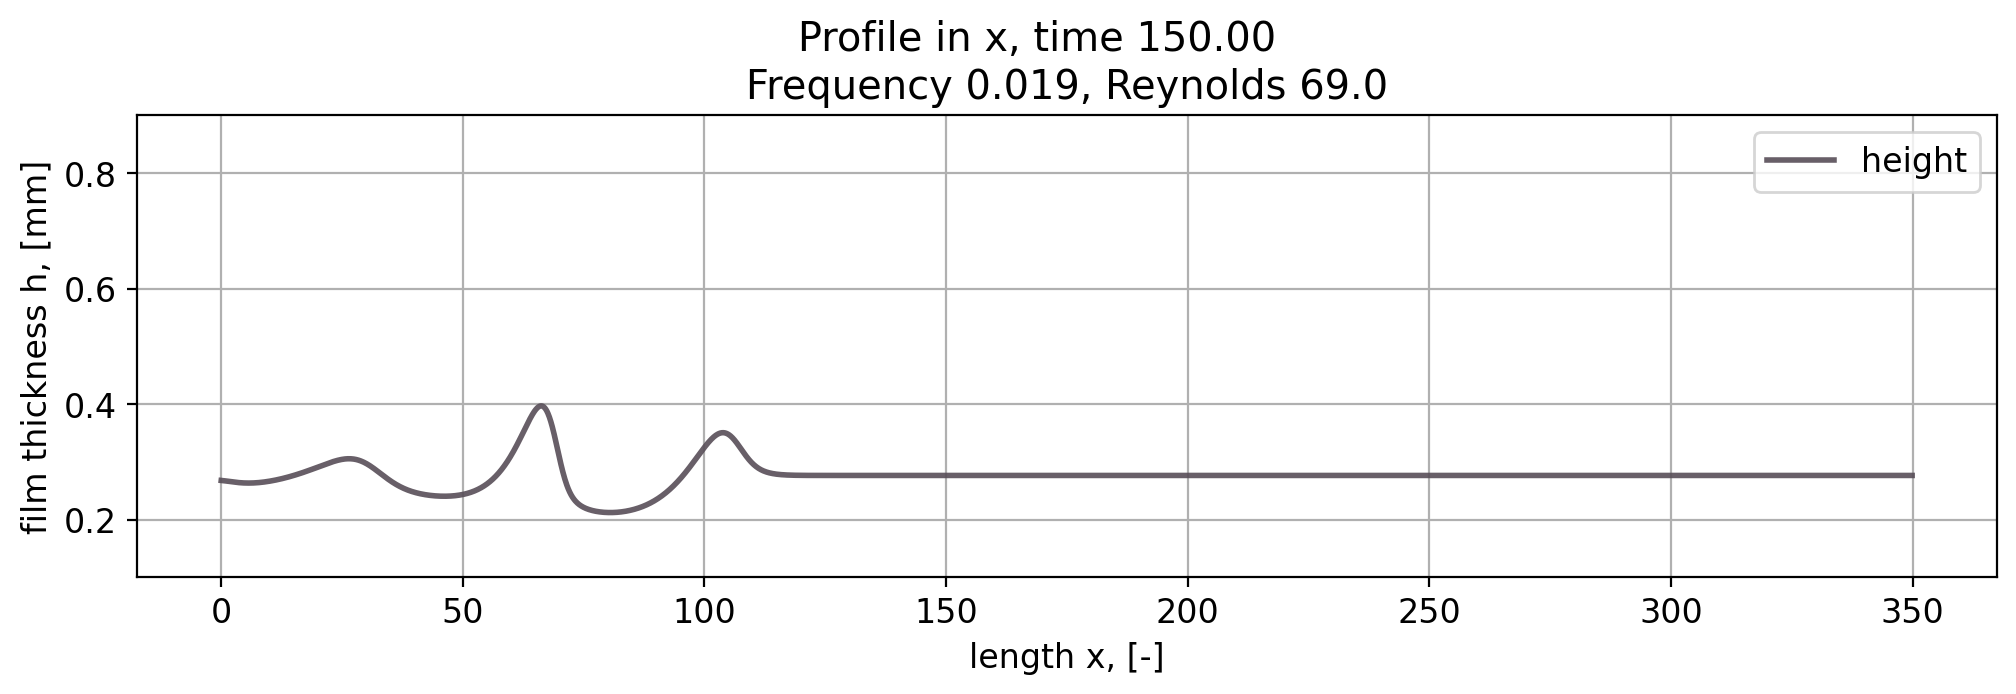 Profile in x, time 150.00
Frequency 0.019, Reynolds 69.0
height
film thickness h, [mm]
0.8
0.6
0.4
0.2
0 50 100 150 200 250 300 350
length x, [-]